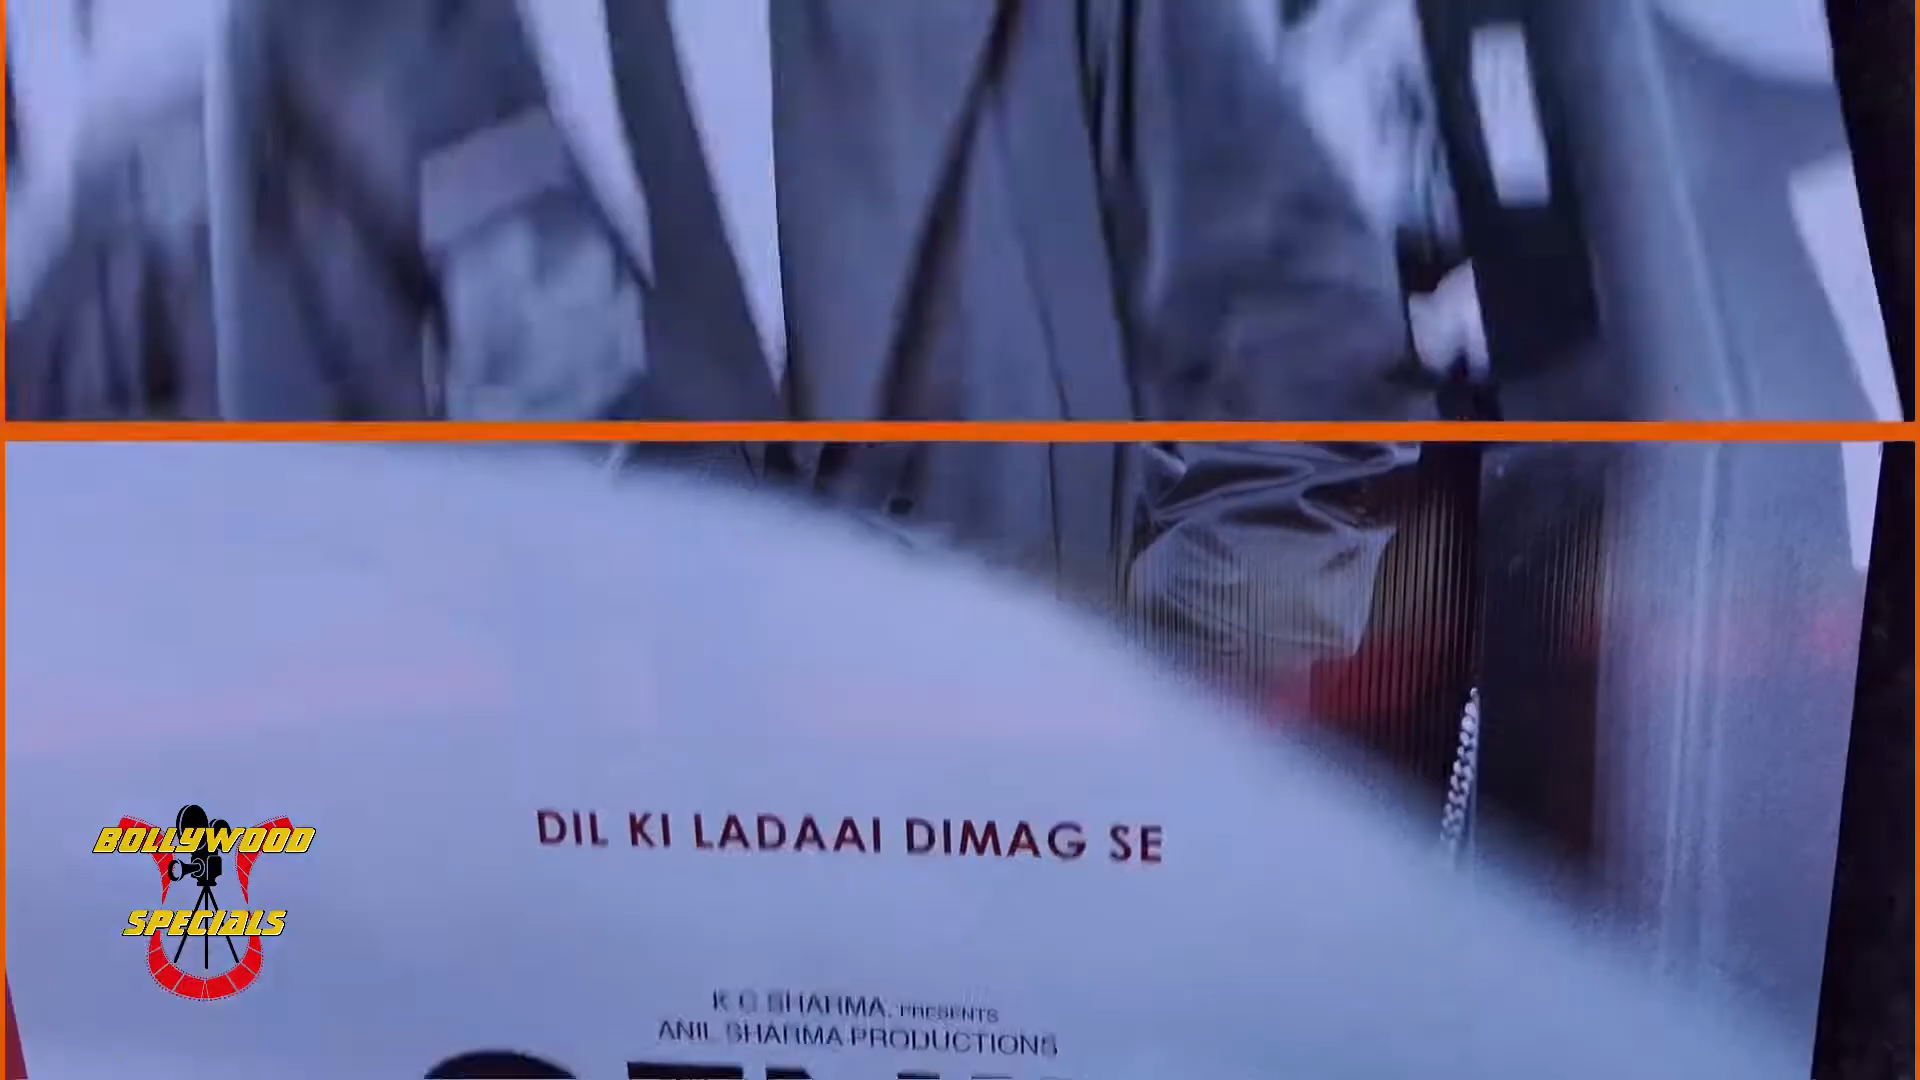 DIL KI LADAAI DIMAG SE
BOLLYWOOD
SPECIALS
K C SHARMA. PRESENTS
ANIL SHARMA PRODUCTIONS